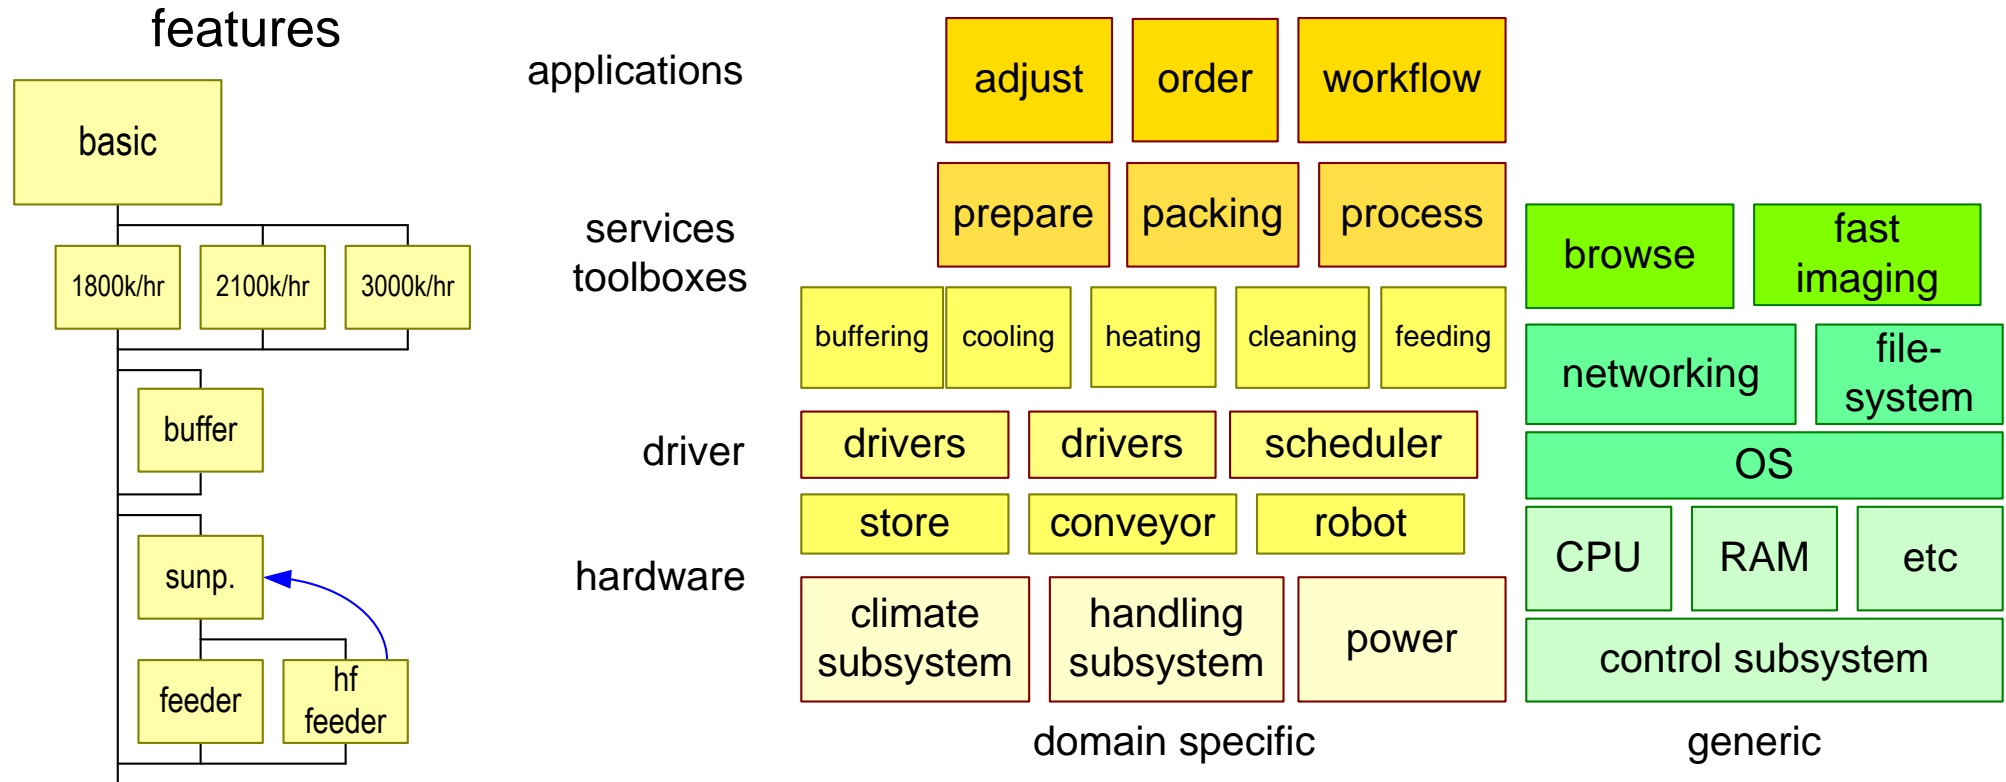 features
basic
1800k/hr
2100k/hr
3000k/hr
buffer
sunp.
feeder
hf
feeder
applications
adjust
order
workflow
services
toolboxes
prepare
packing
process
buffering
cooling
heating
cleaning
feeding
driver
drivers
drivers
scheduler
store
conveyor
robot
hardware
climate
subsystem
handling
subsystem
power
domain specific
browse
fast
imaging
networking
file-
system
OS
CPU
RAM
etc
control subsystem
generic